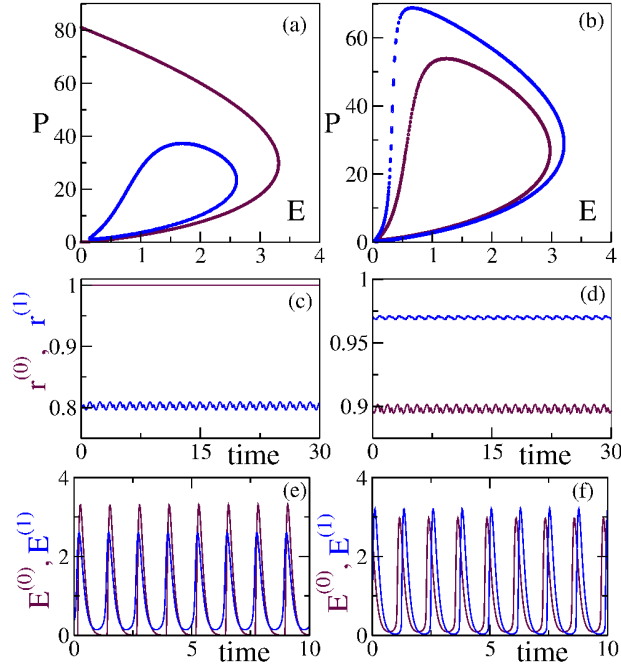 (a)
80
60
P
40
20
0
E
0 1 2 3 4
(b)
60
40
P
20
0
E
0 1 2 3 4
(c)
1
0.9
0.8
r^(0), r^(1)
0 15 30
time
(d)
1
0.95
0.9
0 15 30
time
(e)
4
2
0
E^(0), E^(1)
0 5 10
time
(f)
4
2
0
E^(0), E^(1)
0 5 10
time